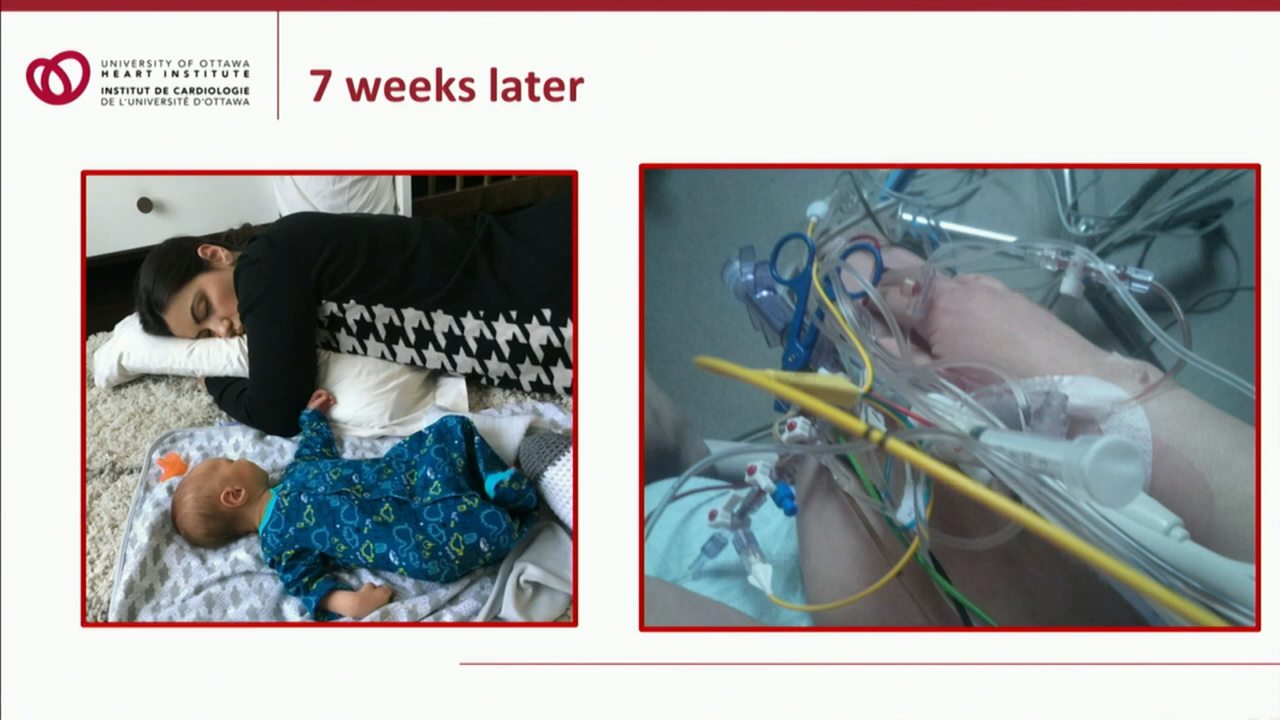 UNIVERSITY OF OTTAWA
HEART INSTITUTE
INSTITUT DE CARDIOLOGIE
DE L'UNIVERSITÉ D'OTTAWA
7 weeks later